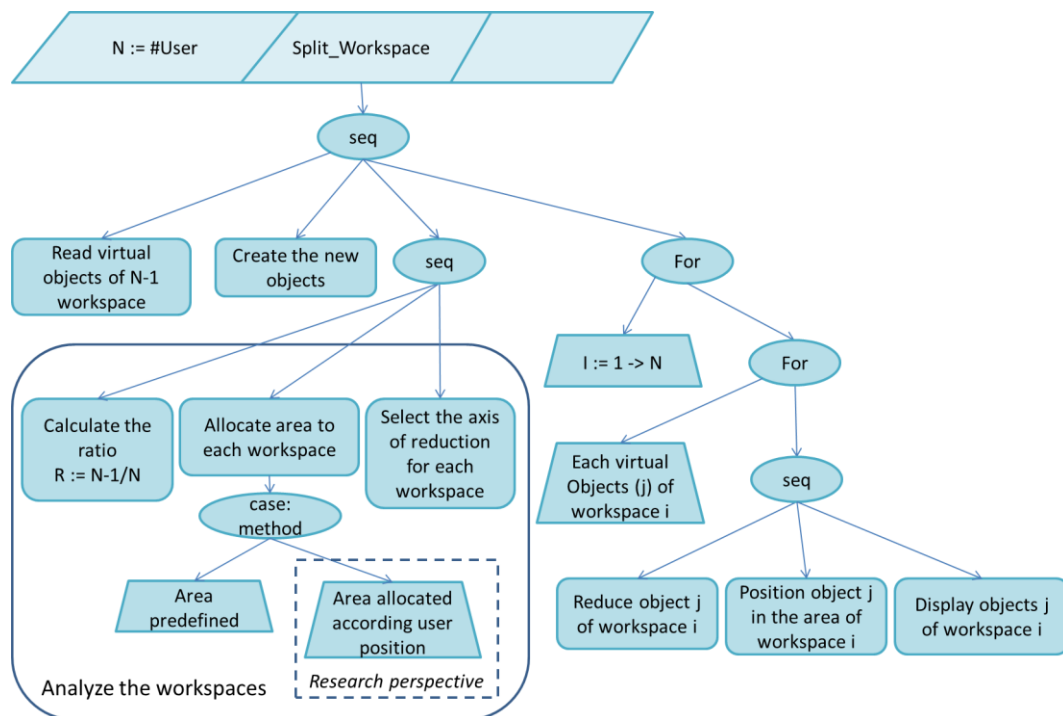 N := #User
Split_Workspace
seq
Read virtual
objects of N-1
workspace
Create the new
objects
seq
For
I := 1 -> N
For
Calculate the
ratio
R := N-1/N
Allocate area to
each workspace
Select the axis
of reduction
for each
workspace
Each virtual
Objects (j) of
workspace i
seq
case:
method
Area
predefined
Area allocated
according user
position
Research perspective
Analyze the workspaces
Reduce object j
of workspace i
Position object j
in the area of
workspace i
Display objects j
of workspace i